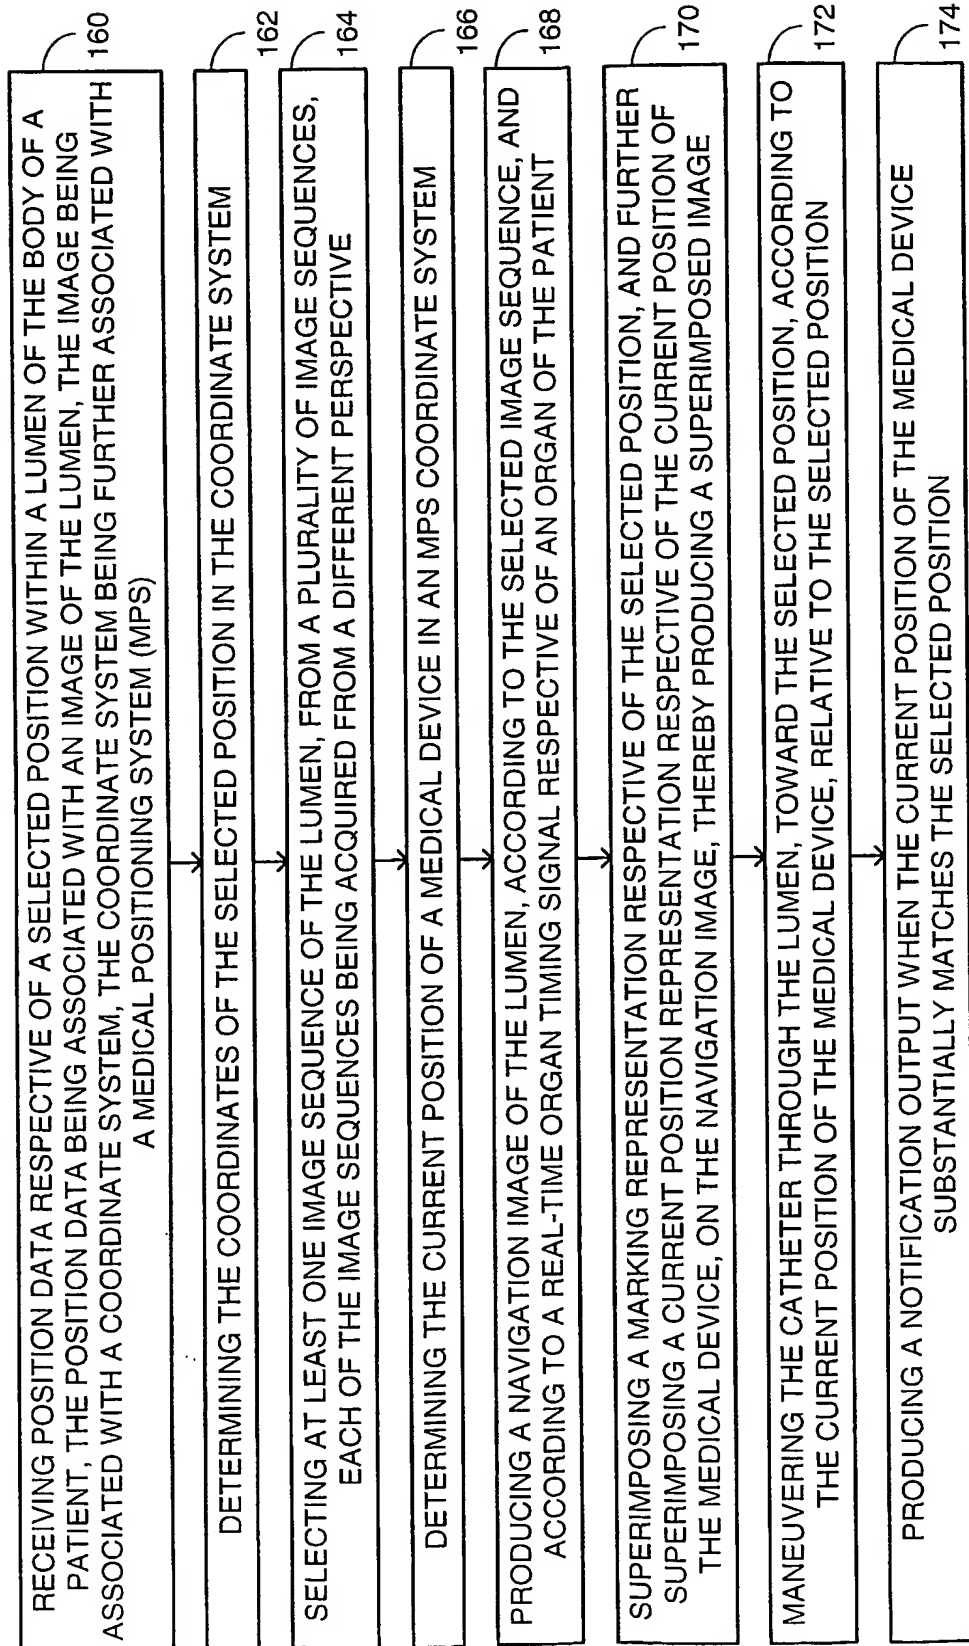 RECEIVING POSITION DATA RESPECTIVE OF A SELECTED POSITION WITHIN A LUMEN OF THE BODY OF A
PATIENT, THE POSITION DATA BEING ASSOCIATED WITH AN IMAGE OF THE LUMEN, THE IMAGE BEING
ASSOCIATED WITH A COORDINATE SYSTEM, THE COORDINATE SYSTEM BEING FURTHER ASSOCIATED WITH
A MEDICAL POSITIONING SYSTEM (MPS)
160
DETERMINING THE COORDINATES OF THE SELECTED POSITION IN THE COORDINATE SYSTEM
162
SELECTING AT LEAST ONE IMAGE SEQUENCE OF THE LUMEN, FROM A PLURALITY OF IMAGE SEQUENCES,
EACH OF THE IMAGE SEQUENCES BEING ACQUIRED FROM A DIFFERENT PERSPECTIVE
164
DETERMINING THE CURRENT POSITION OF A MEDICAL DEVICE IN AN MPS COORDINATE SYSTEM
166
PRODUCING A NAVIGATION IMAGE OF THE LUMEN, ACCORDING TO THE SELECTED IMAGE SEQUENCE, AND
ACCORDING TO A REAL-TIME ORGAN TIMING SIGNAL RESPECTIVE OF AN ORGAN OF THE PATIENT
168
SUPERIMPOSING A MARKING REPRESENTATION RESPECTIVE OF THE SELECTED POSITION, AND FURTHER
SUPERIMPOSING A CURRENT POSITION REPRESENTATION RESPECTIVE OF THE CURRENT POSITION OF
THE MEDICAL DEVICE, ON THE NAVIGATION IMAGE, THEREBY PRODUCING A SUPERIMPOSED IMAGE
170
MANEUVERING THE CATHETER THROUGH THE LUMEN, TOWARD THE SELECTED POSITION, ACCORDING TO
THE CURRENT POSITION OF THE MEDICAL DEVICE, RELATIVE TO THE SELECTED POSITION
172
PRODUCING A NOTIFICATION OUTPUT WHEN THE CURRENT POSITION OF THE MEDICAL DEVICE
SUBSTANTIALLY MATCHES THE SELECTED POSITION
174